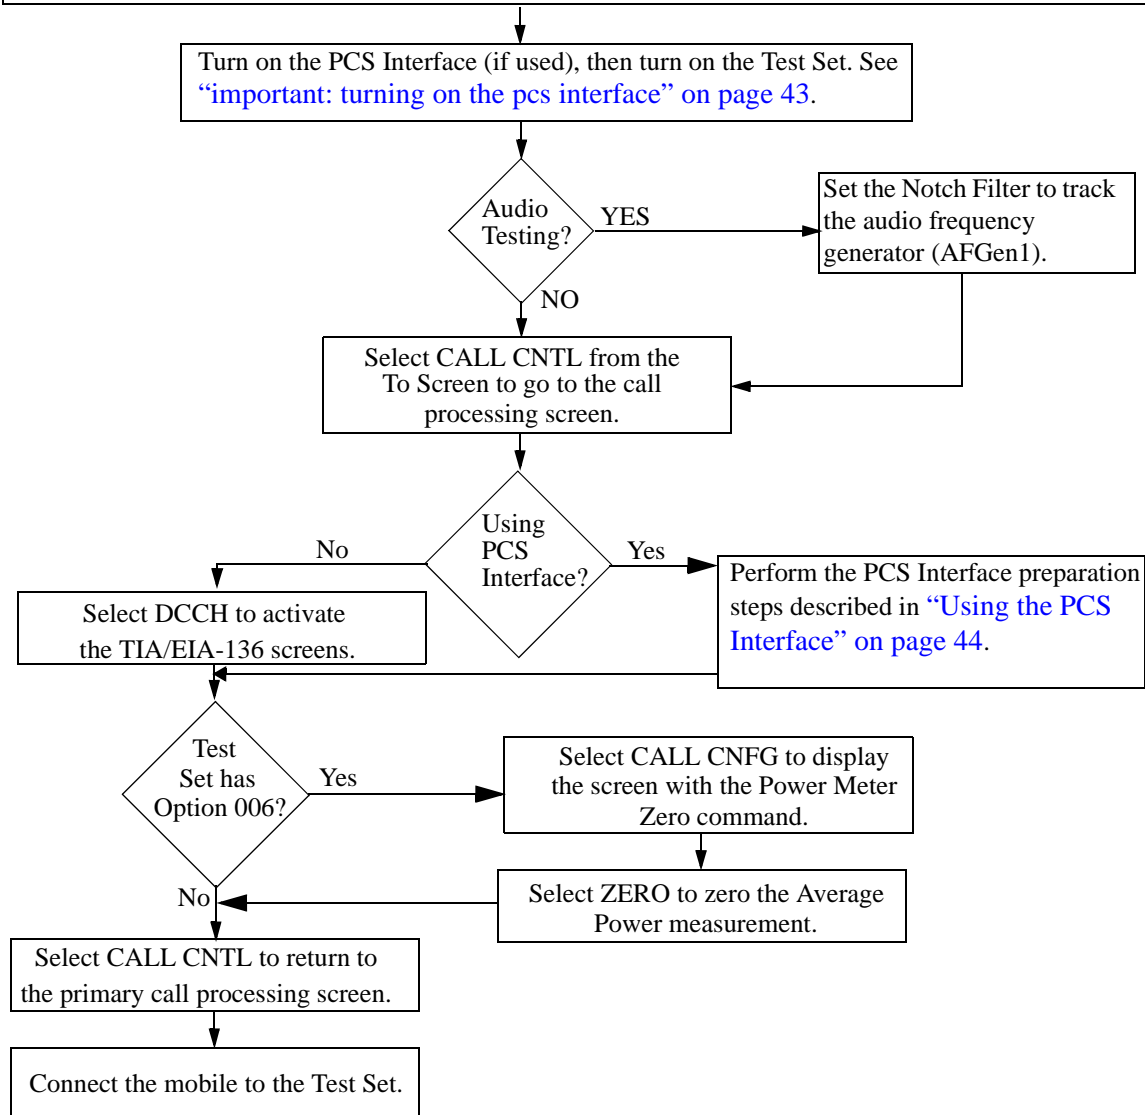 Turn on the PCS Interface (if used), then turn on the Test Set. See
“important: turning on the pcs interface” on page 43.
Audio
Testing?
YES
Set the Notch Filter to track
the audio frequency
generator (AFGen1).
NO
Select CALL CNTL from the
To Screen to go to the call
processing screen.
Using
PCS
Interface?
No
Yes
Perform the PCS Interface preparation
steps described in “Using the PCS
Interface” on page 44.
Select DCCH to activate
the TIA/EIA-136 screens.
Test
Set has
Option 006?
Yes
Select CALL CNFG to display
the screen with the Power Meter
Zero command.
Select ZERO to zero the Average
Power measurement.
No
Select CALL CNTL to return to
the primary call processing screen.
Connect the mobile to the Test Set.